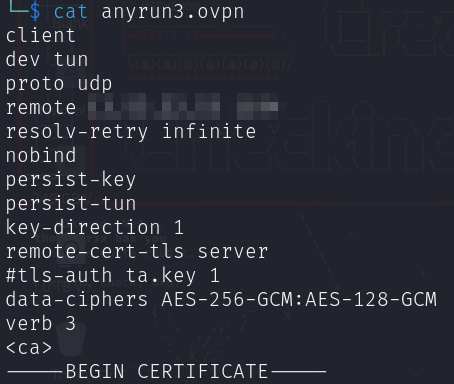 └─$ cat anyrun3.ovpn
client
dev tun
proto udp
remote
resolv-retry infinite
nobind
persist-key
persist-tun
key-direction 1
remote-cert-tls server
#tls-auth ta.key 1
data-ciphers AES-256-GCM:AES-128-GCM
verb 3
<ca>
-----BEGIN CERTIFICATE-----